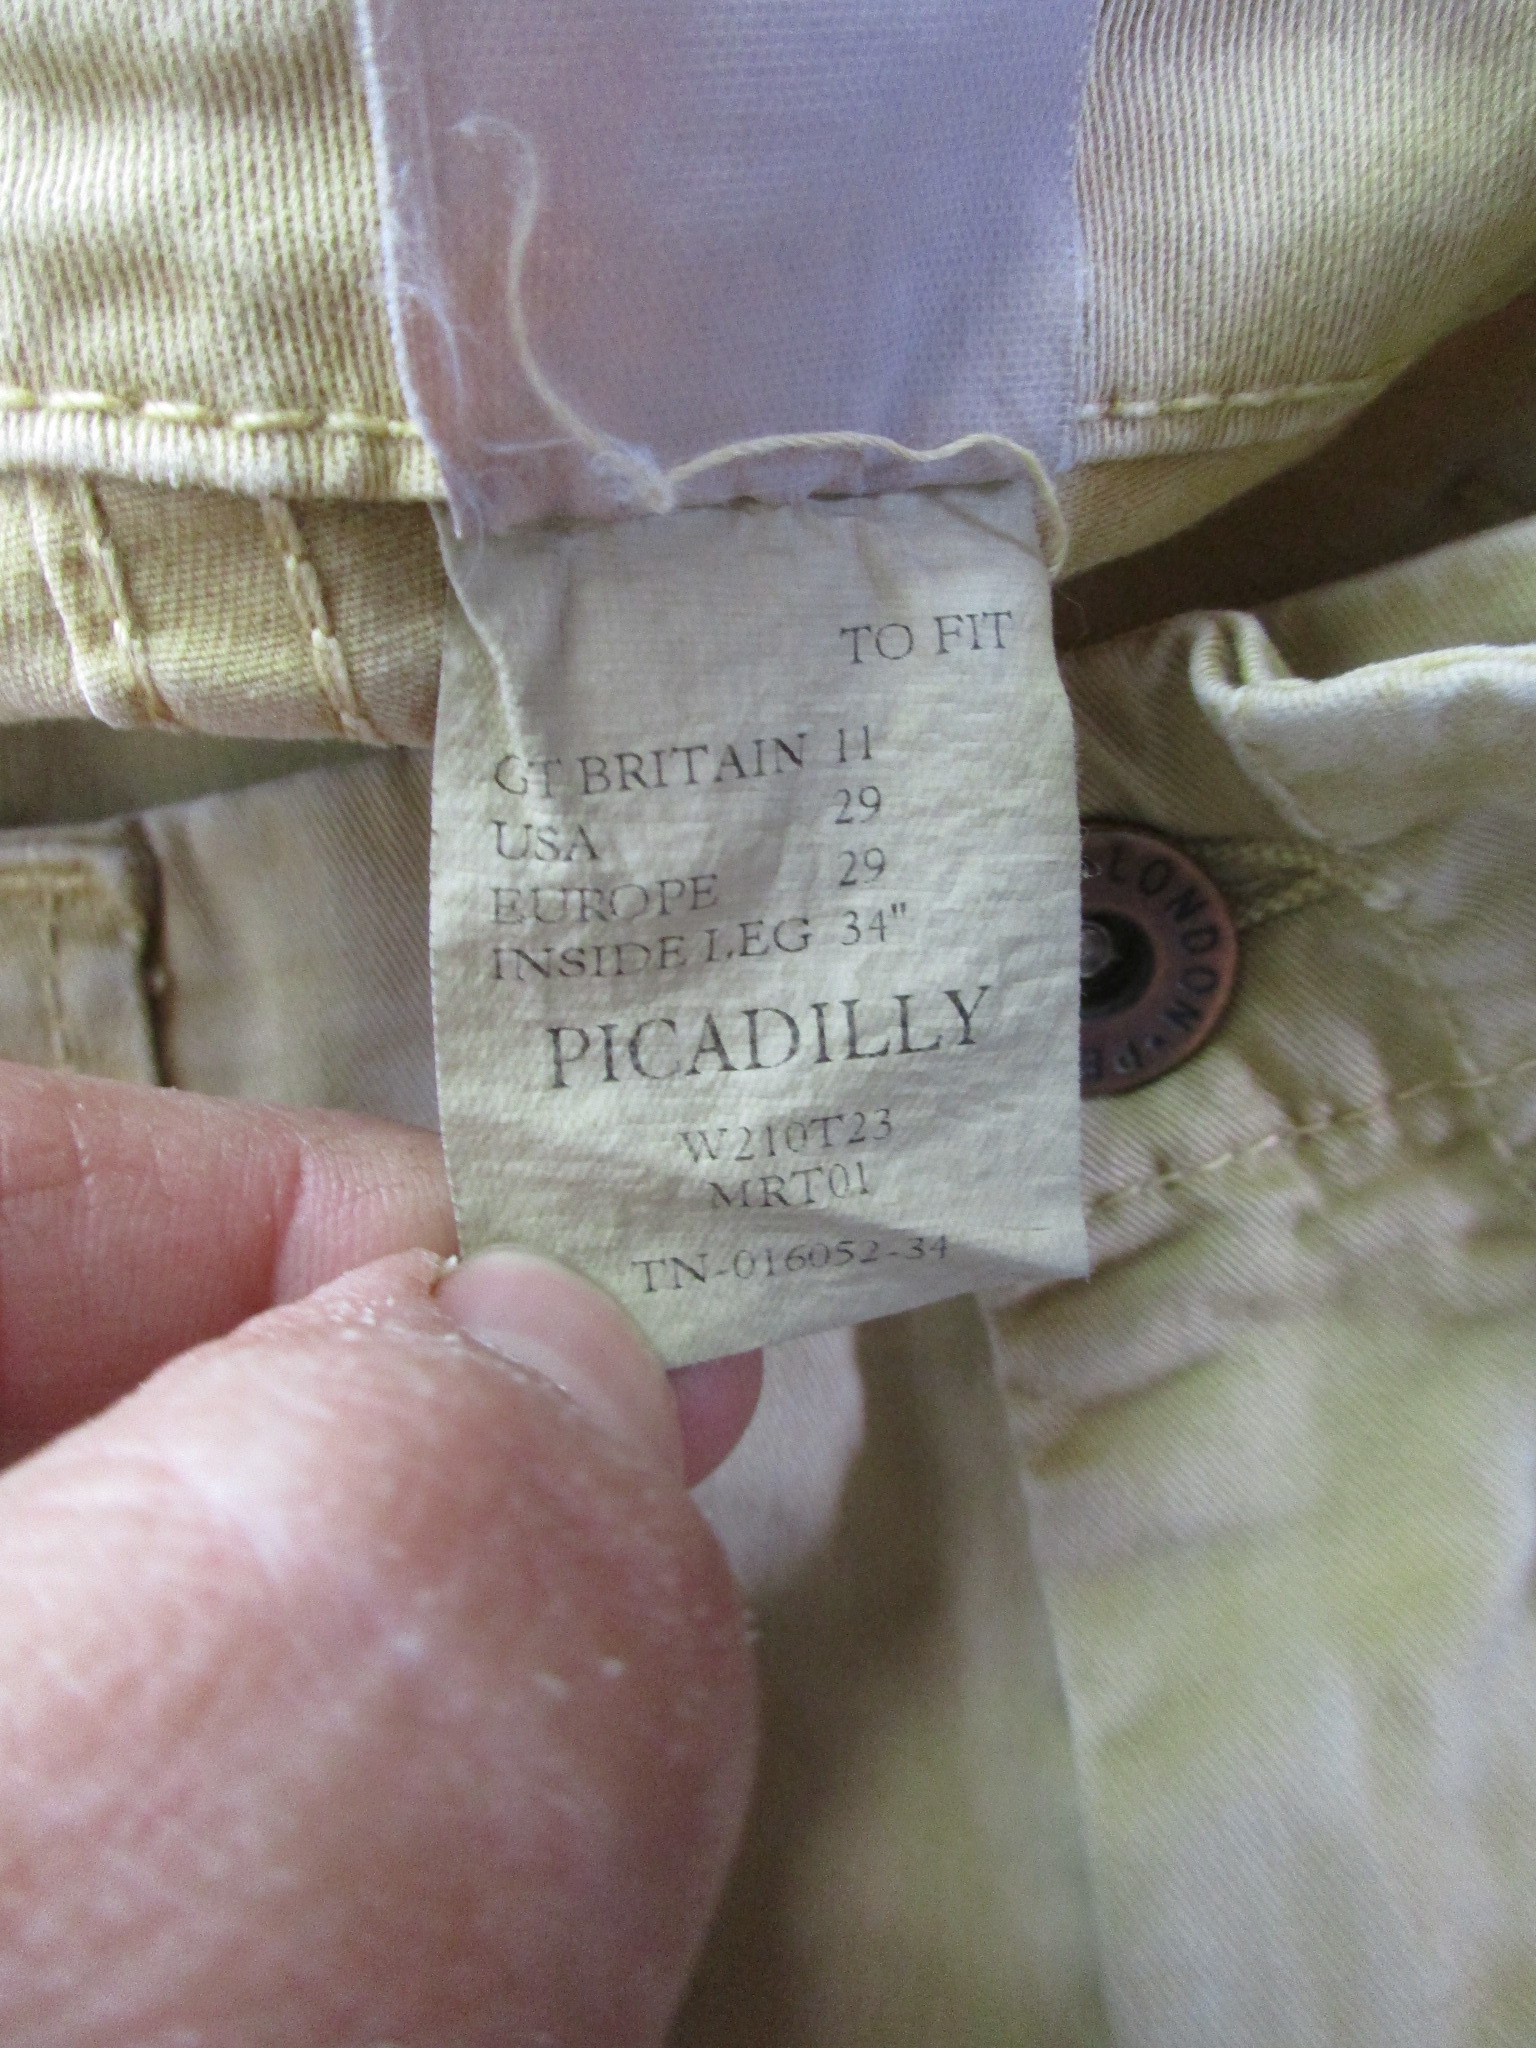 TO FIT
GT BRITAIN 11
USA 29
EUROPE 29
INSIDE LEG 34"
PICADILLY
W210T23
MRT01
TN-016052-34
LONDON • PE